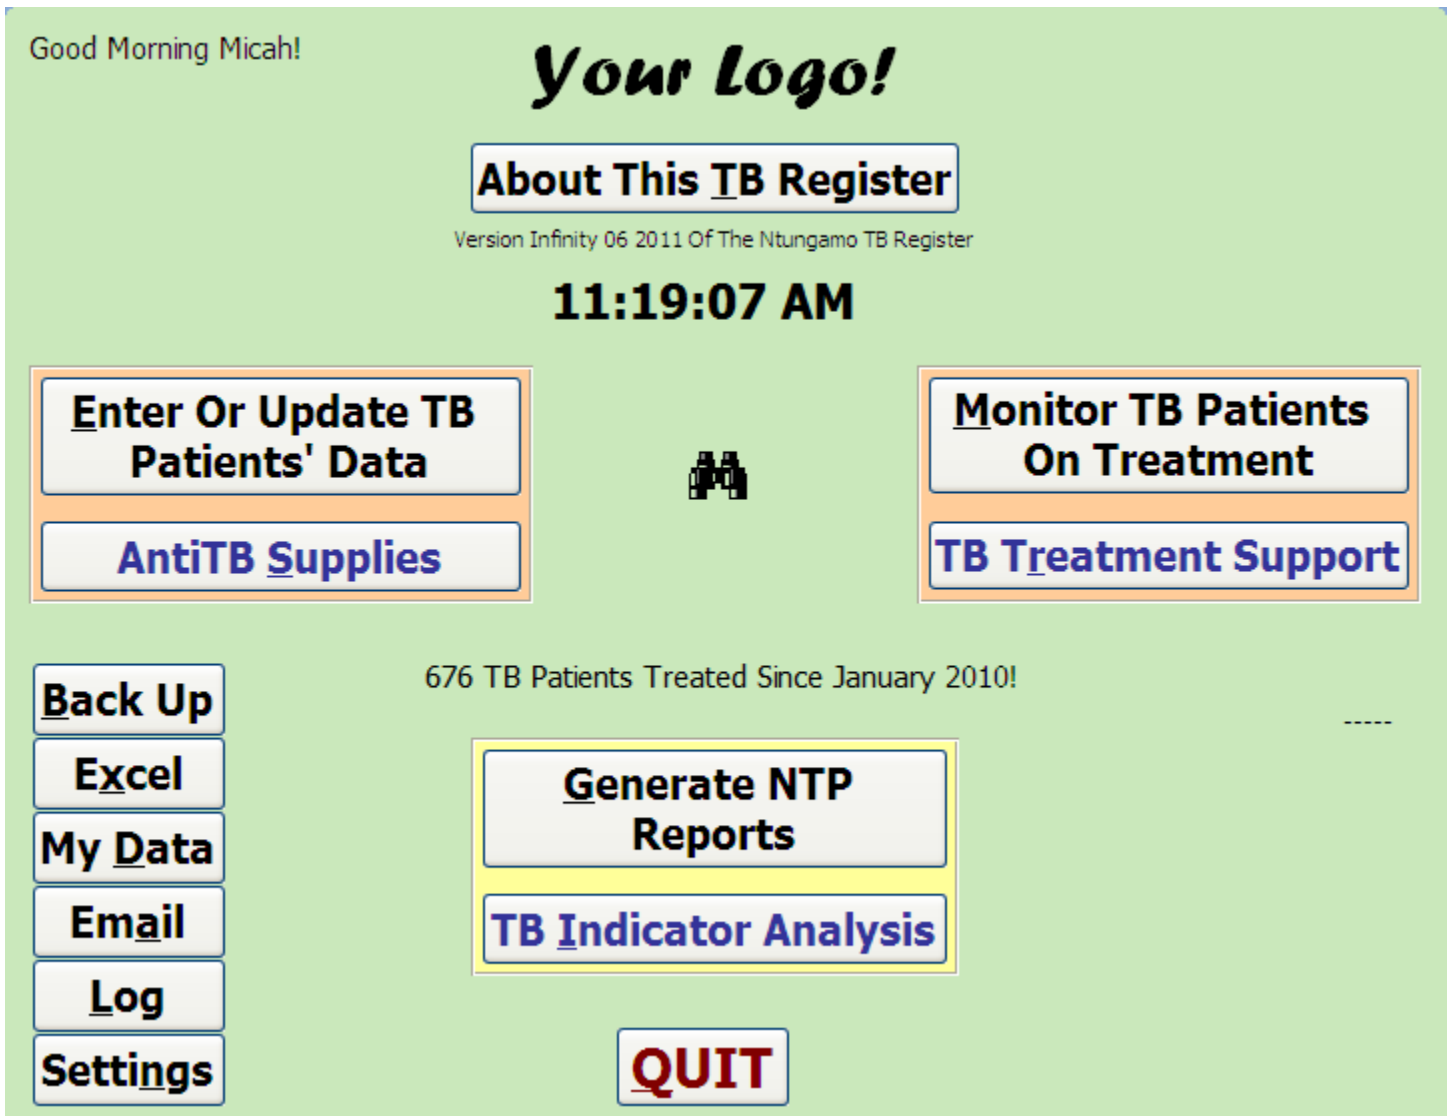 Good Morning Micah!
Your Logo!
About This TB Register
Version Infinity 06 2011 Of The Ntungamo TB Register
11:19:07 AM
Enter Or Update TB
Patients' Data
AntiTB Supplies
Monitor TB Patients
On Treatment
TB Treatment Support
676 TB Patients Treated Since January 2010!
-----
Back Up
Excel
My Data
Email
Log
Settings
Generate NTP
Reports
TB Indicator Analysis
QUIT